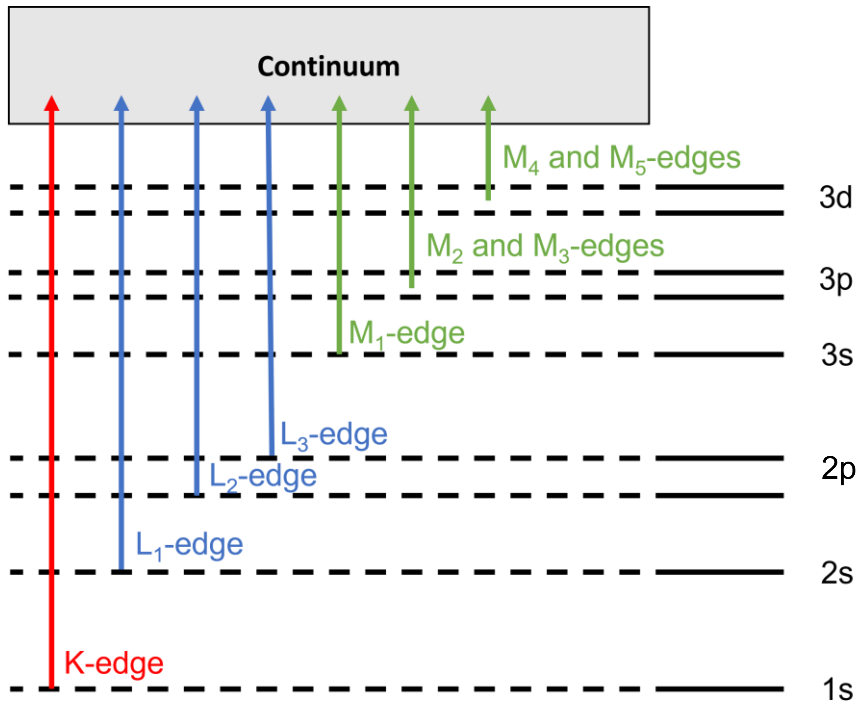 Continuum
M₄ and M₅-edges
3d
M₂ and M₃-edges
3p
M₁-edge
3s
L₃-edge
2p
L₂-edge
L₁-edge
2s
K-edge
1s